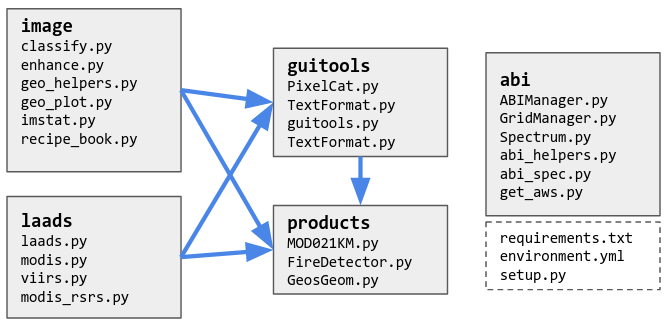 image
classify.py
enhance.py
geo_helpers.py
geo_plot.py
imstat.py
recipe_book.py
laads
laads.py
modis.py
viirs.py
modis_rsrs.py
guitools
PixelCat.py
TextFormat.py
guitools.py
TextFormat.py
products
MOD021KM.py
FireDetector.py
GeosGeom.py
abi
ABIManager.py
GridManager.py
Spectrum.py
abi_helpers.py
abi_spec.py
get_aws.py
requirements.txt
environment.yml
setup.py